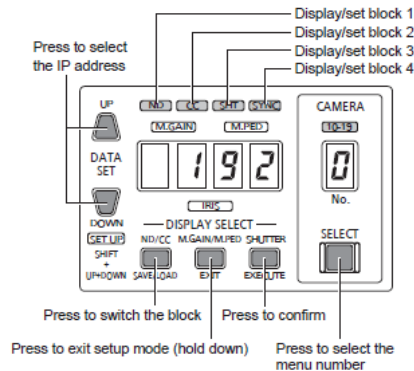 Display/set block 1
Display/set block 2
Display/set block 3
Display/set block 4
Press to select
the IP address
UP
ND CC SHT SYNC
CAMERA
M.GAIN M.PED
10-19
DATA
SET
192
0
No.
IRIS
DOWN
DISPLAY SELECT
SELECT
SET UP
ND/CC M.GAIN/M.PED SHUTTER
SHIFT
+
UP+DOWN SAVE/LOAD EXIT EXECUTE
Press to switch the block
Press to confirm
Press to exit setup mode (hold down)
Press to select the
menu number